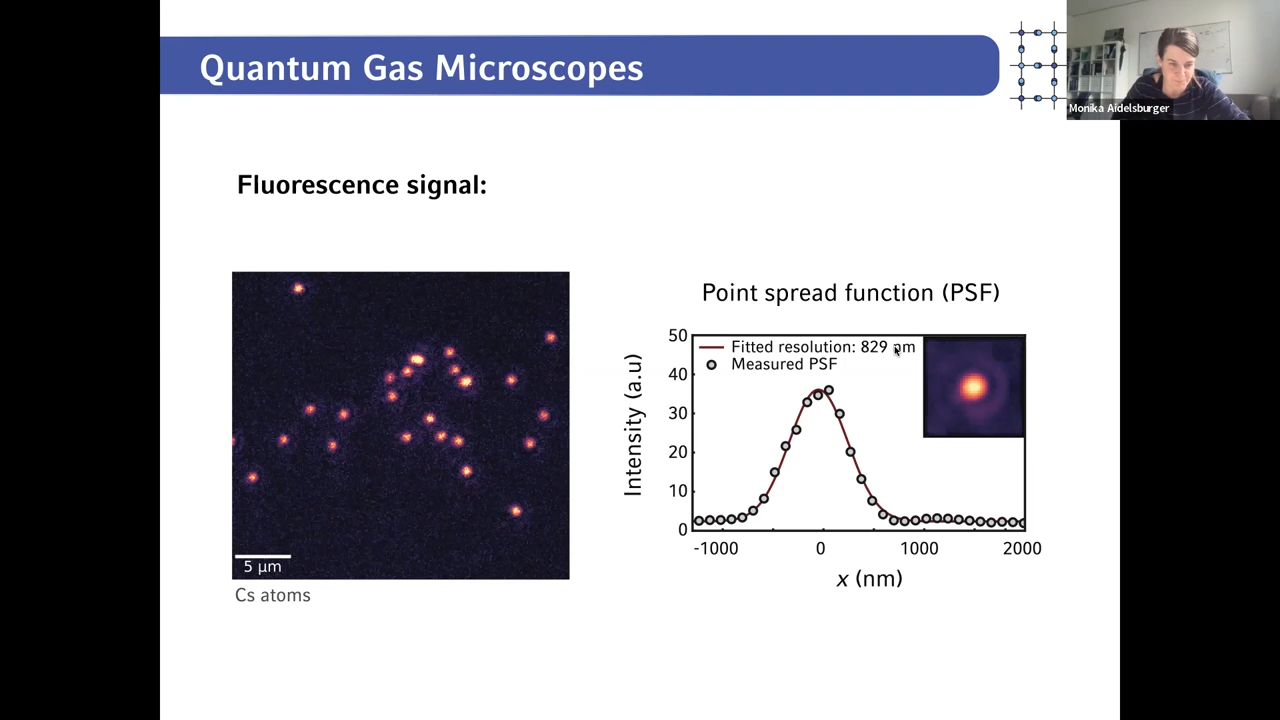 Quantum Gas Microscopes
Monika Aidelsburger
Fluorescence signal:
Point spread function (PSF)
50
40
30
20
10
0
Intensity (a.u)
Fitted resolution: 829 nm
Measured PSF
-1000
0
1000
2000
x (nm)
5 μm
Cs atoms